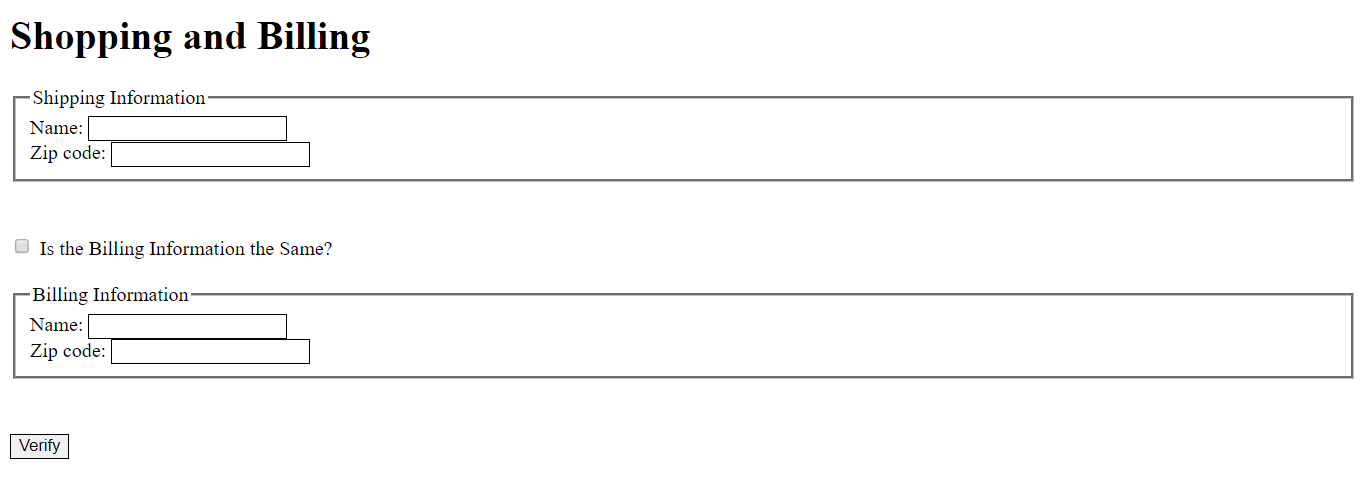 Shopping and Billing
Shipping Information
Name:
Zip code:
Is the Billing Information the Same?
Billing Information
Name:
Zip code:
Verify